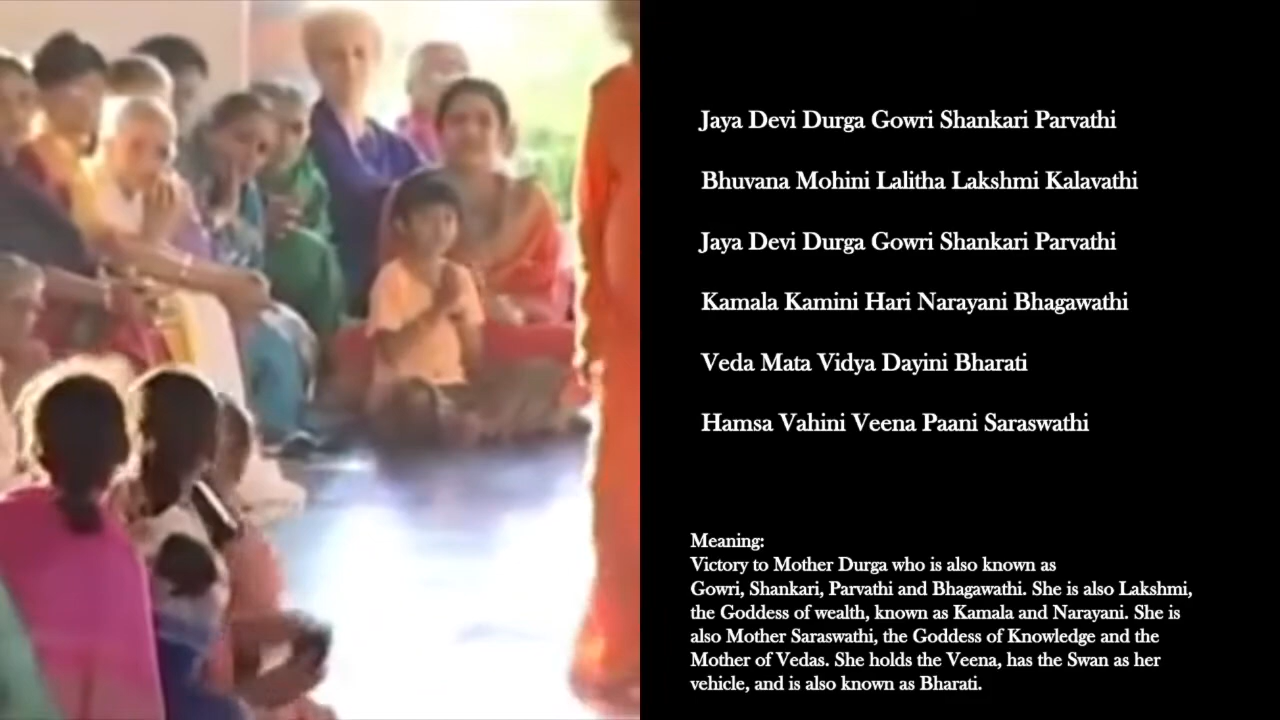 Jaya Devi Durga Gowri Shankari Parvathi
Bhuvana Mohini Lalitha Lakshmi Kalavathi
Jaya Devi Durga Gowri Shankari Parvathi
Kamala Kamini Hari Narayani Bhagawathi
Veda Mata Vidya Dayini Bharati
Hamsa Vahini Veena Paani Saraswathi
Meaning:
Victory to Mother Durga who is also known as
Gowri, Shankari, Parvathi and Bhagawathi. She is also Lakshmi,
the Goddess of wealth, known as Kamala and Narayani. She is
also Mother Saraswathi, the Goddess of Knowledge and the
Mother of Vedas. She holds the Veena, has the Swan as her
vehicle, and is also known as Bharati.